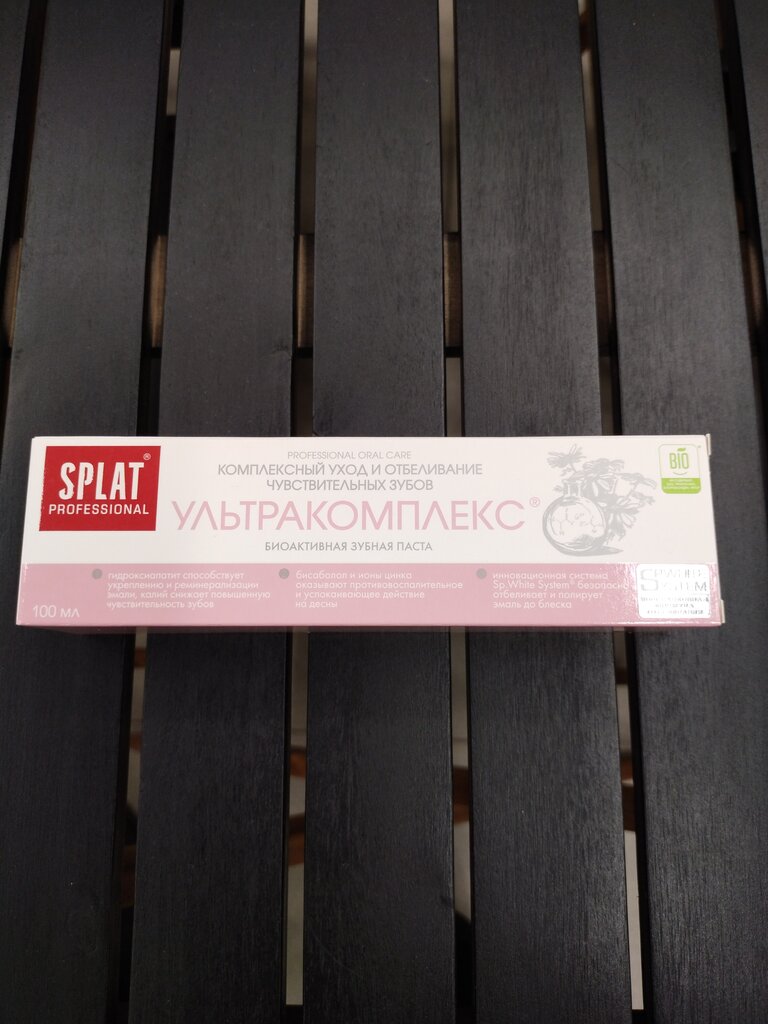 SPLAT®
PROFESSIONAL
PROFESSIONAL ORAL CARE
КОМПЛЕКСНЫЙ УХОД И ОТБЕЛИВАНИЕ
ЧУВСТВИТЕЛЬНЫХ ЗУБОВ
УЛЬТРАКОМПЛЕКС®
БИОАКТИВНАЯ ЗУБНАЯ ПАСТА
BIO
гидроксиапатит способствует
укреплению и реминерализации
эмали, калий снижает повышенную
чувствительность зубов
бисаболол и ионы цинка
оказывают противовоспалительное
и успокаивающее действие
на десны
инновационная система
Sp.White System® безопасно
отбеливает и полирует
эмаль до блеска
100 мл